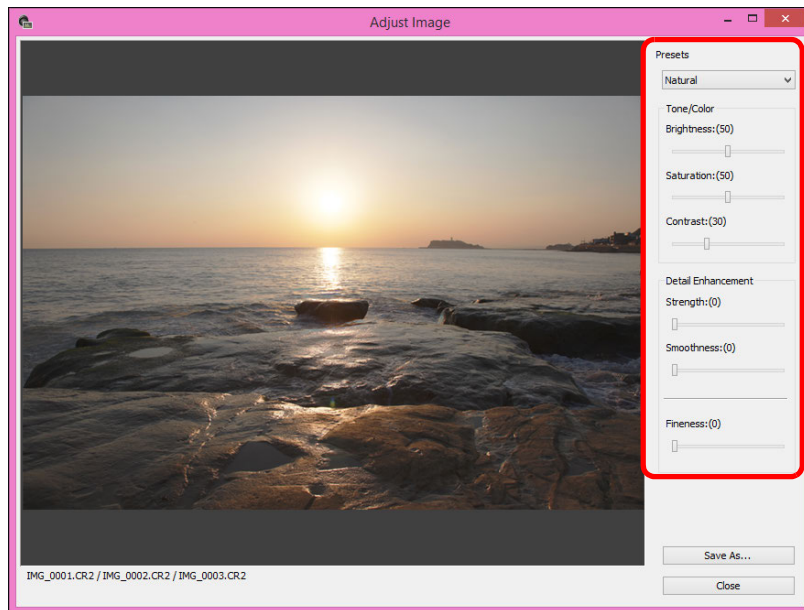 Adjust Image
Presets
Natural
Tone/Color
Brightness:(50)
Saturation:(50)
Contrast:(30)
Detail Enhancement
Strength:(0)
Smoothness:(0)
Fineness:(0)
Save As...
Close
IMG_0001.CR2 / IMG_0002.CR2 / IMG_0003.CR2